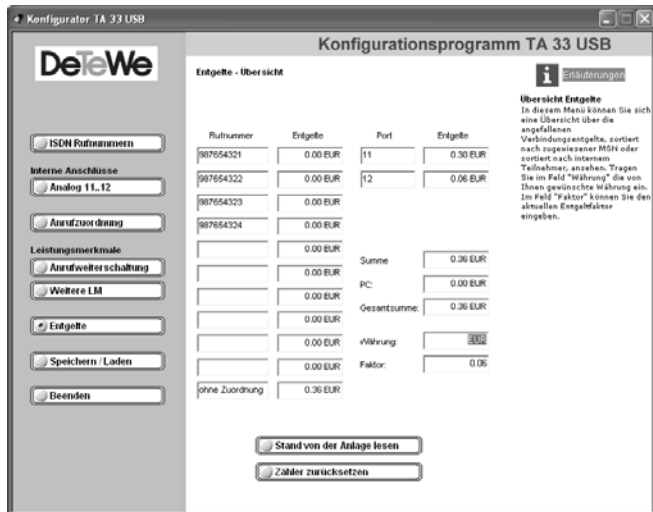 Konfigurator TA 33 USB
Konfigurationsprogramm TA 33 USB
DeTeWe
ISDN Rufnummern
Interne Anschlüsse
Analog 11..12
Anrufzuordnung
Leistungsmerkmale
Anrufweiterschaltung
Weitere LM
Entgelte
Speichern / Laden
Beenden
Entgelte - Übersicht
Rufnummer Entgelte Port Entgelte
987654321 0.00 EUR 11 0.30 EUR
987654322 0.00 EUR 12 0.06 EUR
987654323 0.00 EUR
987654324 0.00 EUR
0.00 EUR
0.00 EUR
0.00 EUR
0.00 EUR
0.00 EUR
0.00 EUR
ohne Zuordnung 0.36 EUR
Summe 0.36 EUR
PC: 0.00 EUR
Gesamtsumme: 0.36 EUR
Währung: EUR
Faktor: 0.06
Stand von der Anlage lesen
Zähler zurücksetzen
i Erläuterungen
Übersicht Entgelte
In diesem Menü können Sie sich
eine Übersicht über die
angefallenen
Verbindungsentgelte, sortiert
nach zugewiesener MSN oder
sortiert nach internem
Teilnehmer, ansehen. Tragen
Sie im Feld "Währung" die von
Ihnen gewünschte Währung ein.
Im Feld "Faktor" können Sie den
aktuellen Entgeltfaktor
eingeben.